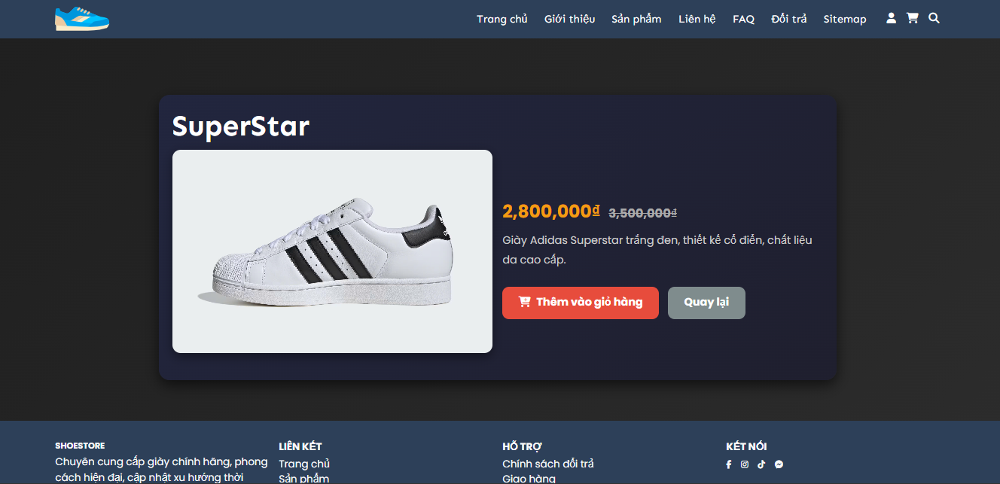 Trang chủ Giới thiệu Sản phẩm Liên hệ FAQ Đổi trả Sitemap
SuperStar
2,800,000₫ 3,500,000₫
Giày Adidas Superstar trắng đen, thiết kế cổ điển, chất liệu
da cao cấp.
Thêm vào giỏ hàng Quay lại
SHOESTORE
Chuyên cung cấp giày chính hãng, phong
cách hiện đại, cập nhật xu hướng thời
LIÊN KẾT
Trang chủ
Sản phẩm
HỖ TRỢ
Chính sách đổi trả
Giao hàng
KẾT NỐI